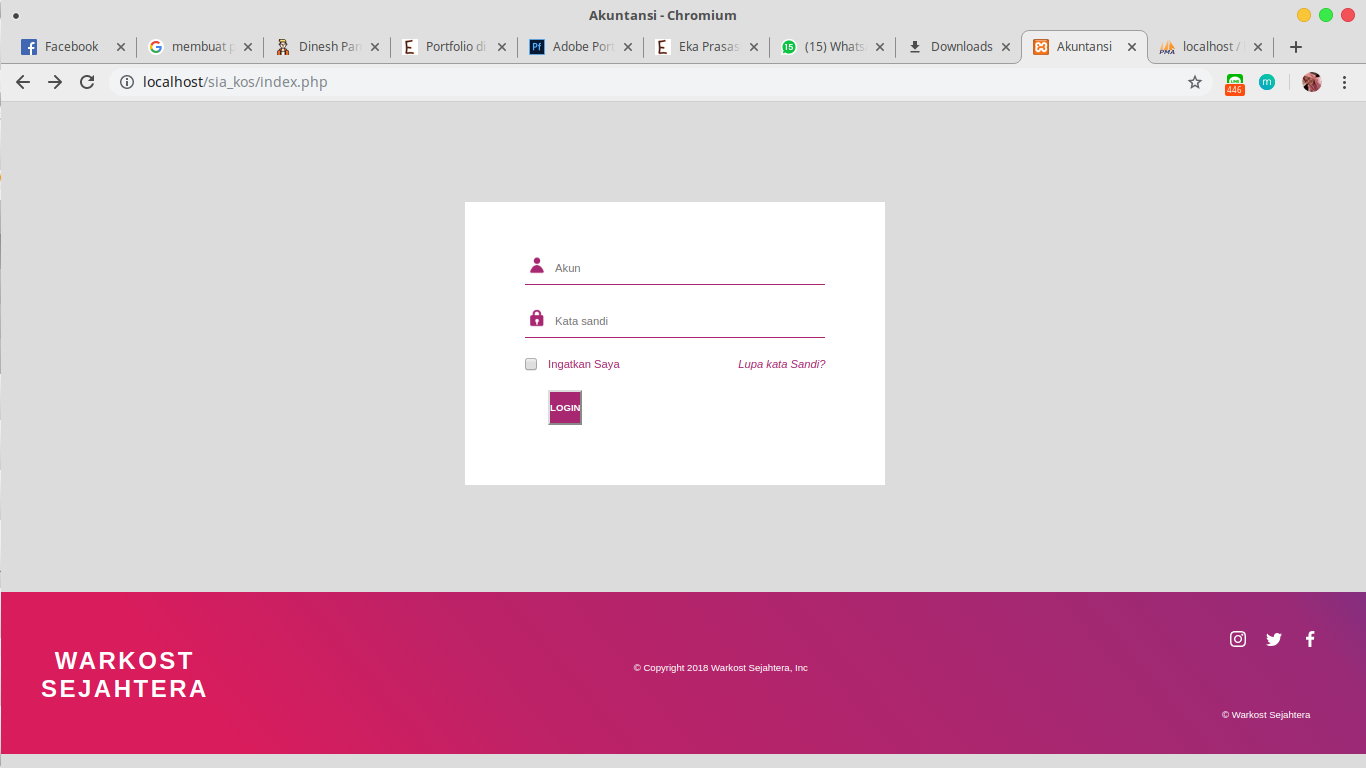 Akuntansi - Chromium
Facebook
membuat p
Dinesh Pan
Portfolio di
Adobe Port
Eka Prasas
(15) Whats
Downloads
Akuntansi
localhost /
localhost/sia_kos/index.php
446
m
Akun
Kata sandi
Ingatkan Saya
Lupa kata Sandi?
LOGIN
WARKOST
SEJAHTERA
© Copyright 2018 Warkost Sejahtera, Inc
© Warkost Sejahtera